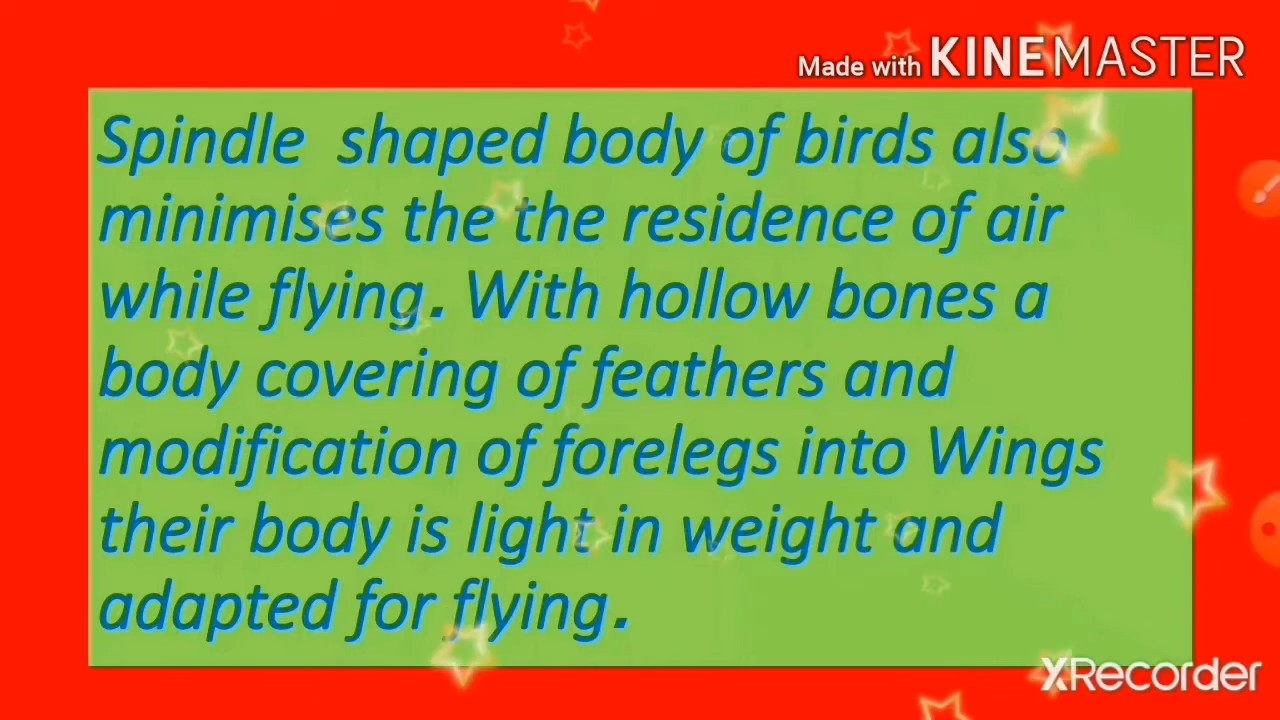 Made with KINEMASTER
Spindle shaped body of birds also
minimises the the residence of air
while flying. With hollow bones a
body covering of feathers and
modification of forelegs into Wings
their body is light in weight and
adapted for flying.
XRecorder